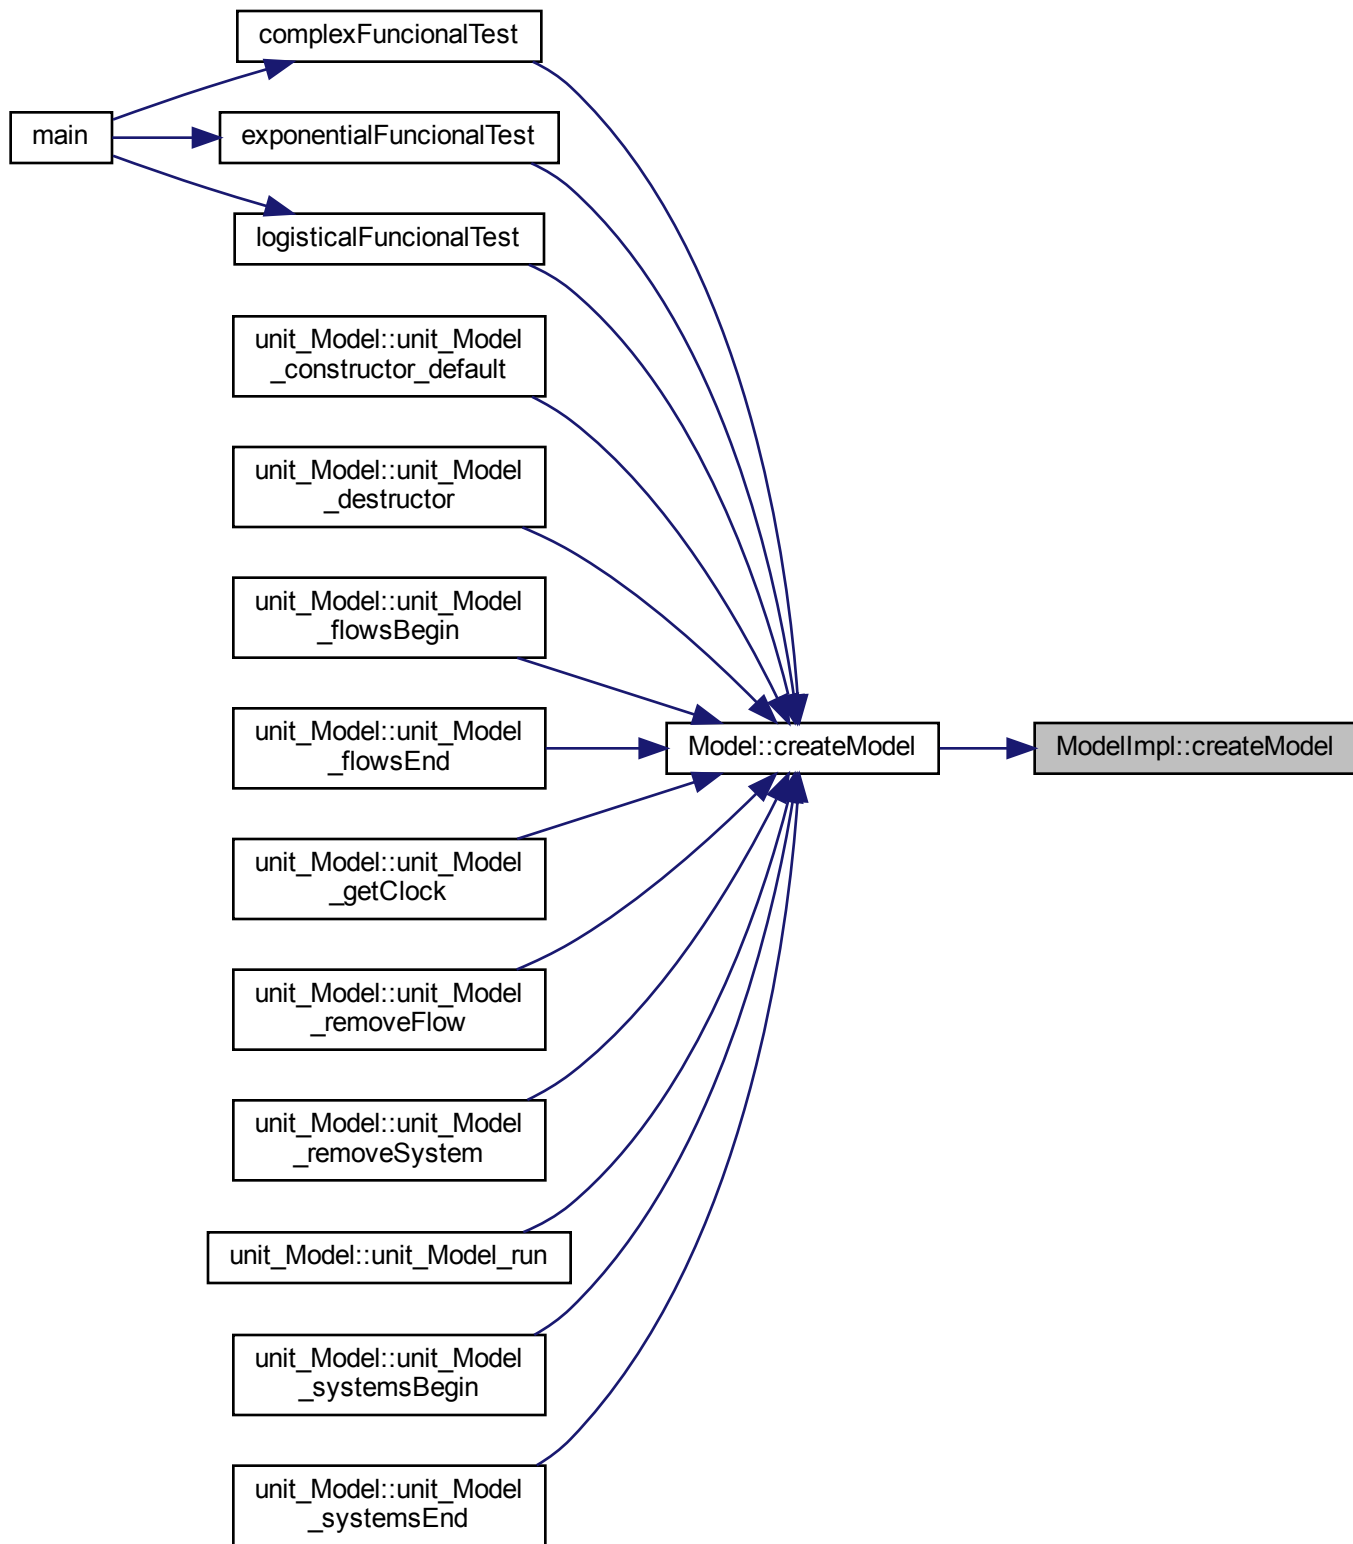 complexFuncionalTest
main
exponentialFuncionalTest
logisticalFuncionalTest
unit_Model::unit_Model
_constructor_default
unit_Model::unit_Model
_destructor
unit_Model::unit_Model
_flowsBegin
unit_Model::unit_Model
_flowsEnd
Model::createModel
ModelImpl::createModel
unit_Model::unit_Model
_getClock
unit_Model::unit_Model
_removeFlow
unit_Model::unit_Model
_removeSystem
unit_Model::unit_Model_run
unit_Model::unit_Model
_systemsBegin
unit_Model::unit_Model
_systemsEnd